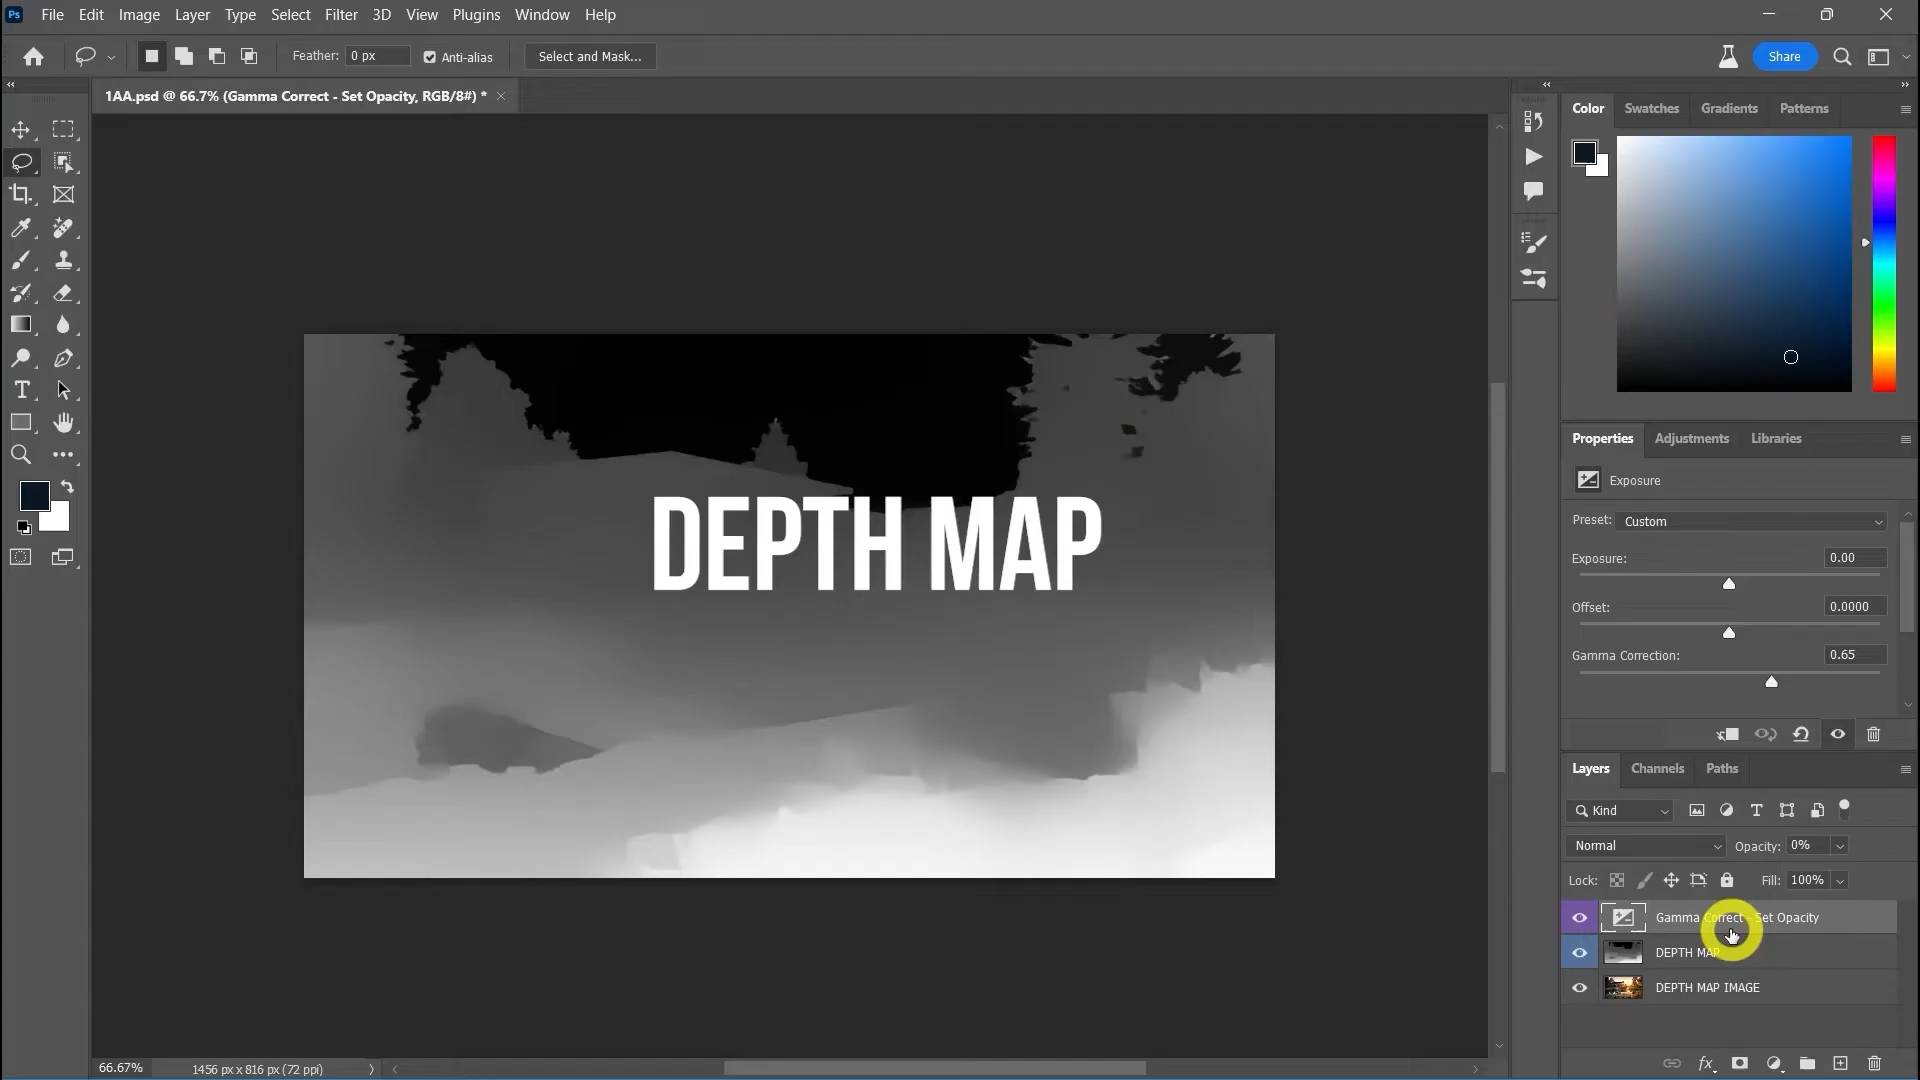 Ps File Edit Image Layer Type Select Filter 3D View Plugins Window Help
Feather: 0 px Anti-alias Select and Mask... Share
1AA.psd @ 66.7% (Gamma Correct - Set Opacity, RGB/8#) *
Color Swatches Gradients Patterns
DEPTH MAP
Properties Adjustments Libraries
Exposure
Preset: Custom
Exposure: 0.00
Offset: 0.0000
Gamma Correction: 0.65
Layers Channels Paths
Kind
Normal Opacity: 0%
Lock: Fill: 100%
Gamma Correct - Set Opacity
DEPTH MAP
DEPTH MAP IMAGE
fx
66.67% 1456 px x 816 px (72 ppi)